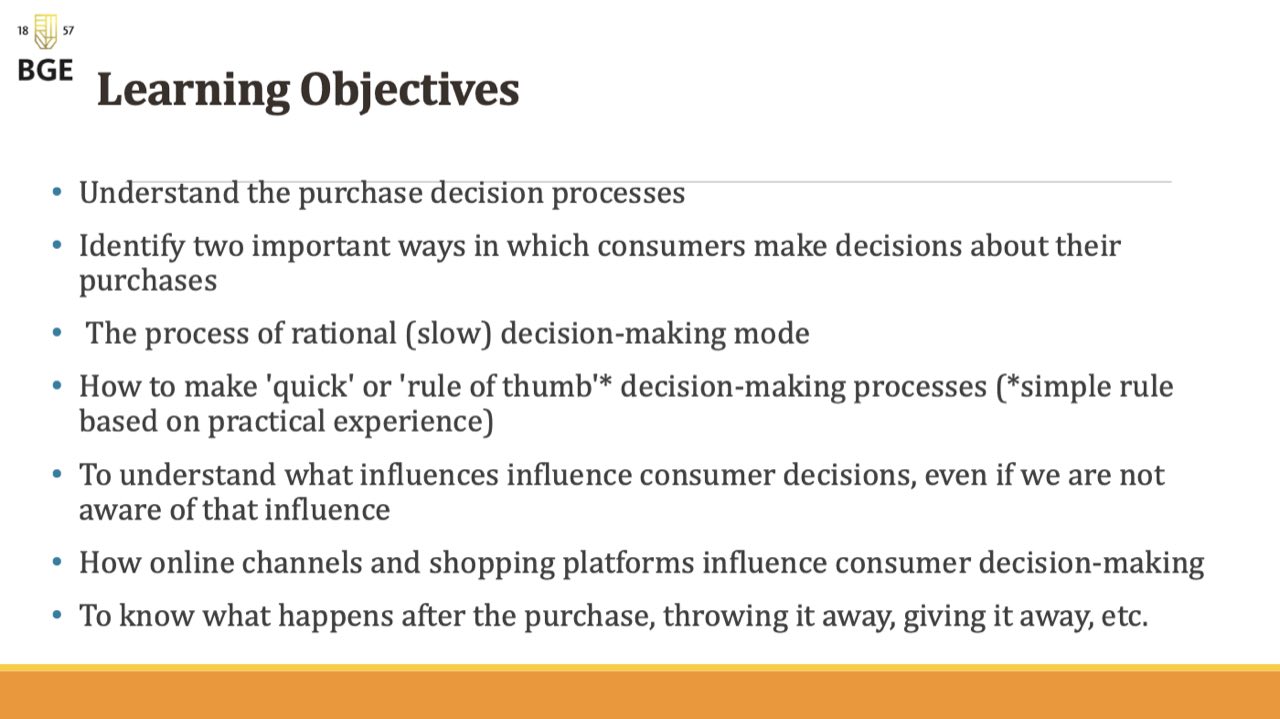 18 57
BGE
Learning Objectives
• Understand the purchase decision processes
• Identify two important ways in which consumers make decisions about their
purchases
• The process of rational (slow) decision-making mode
• How to make 'quick' or 'rule of thumb'* decision-making processes (*simple rule
based on practical experience)
• To understand what influences influence consumer decisions, even if we are not
aware of that influence
• How online channels and shopping platforms influence consumer decision-making
• To know what happens after the purchase, throwing it away, giving it away, etc.